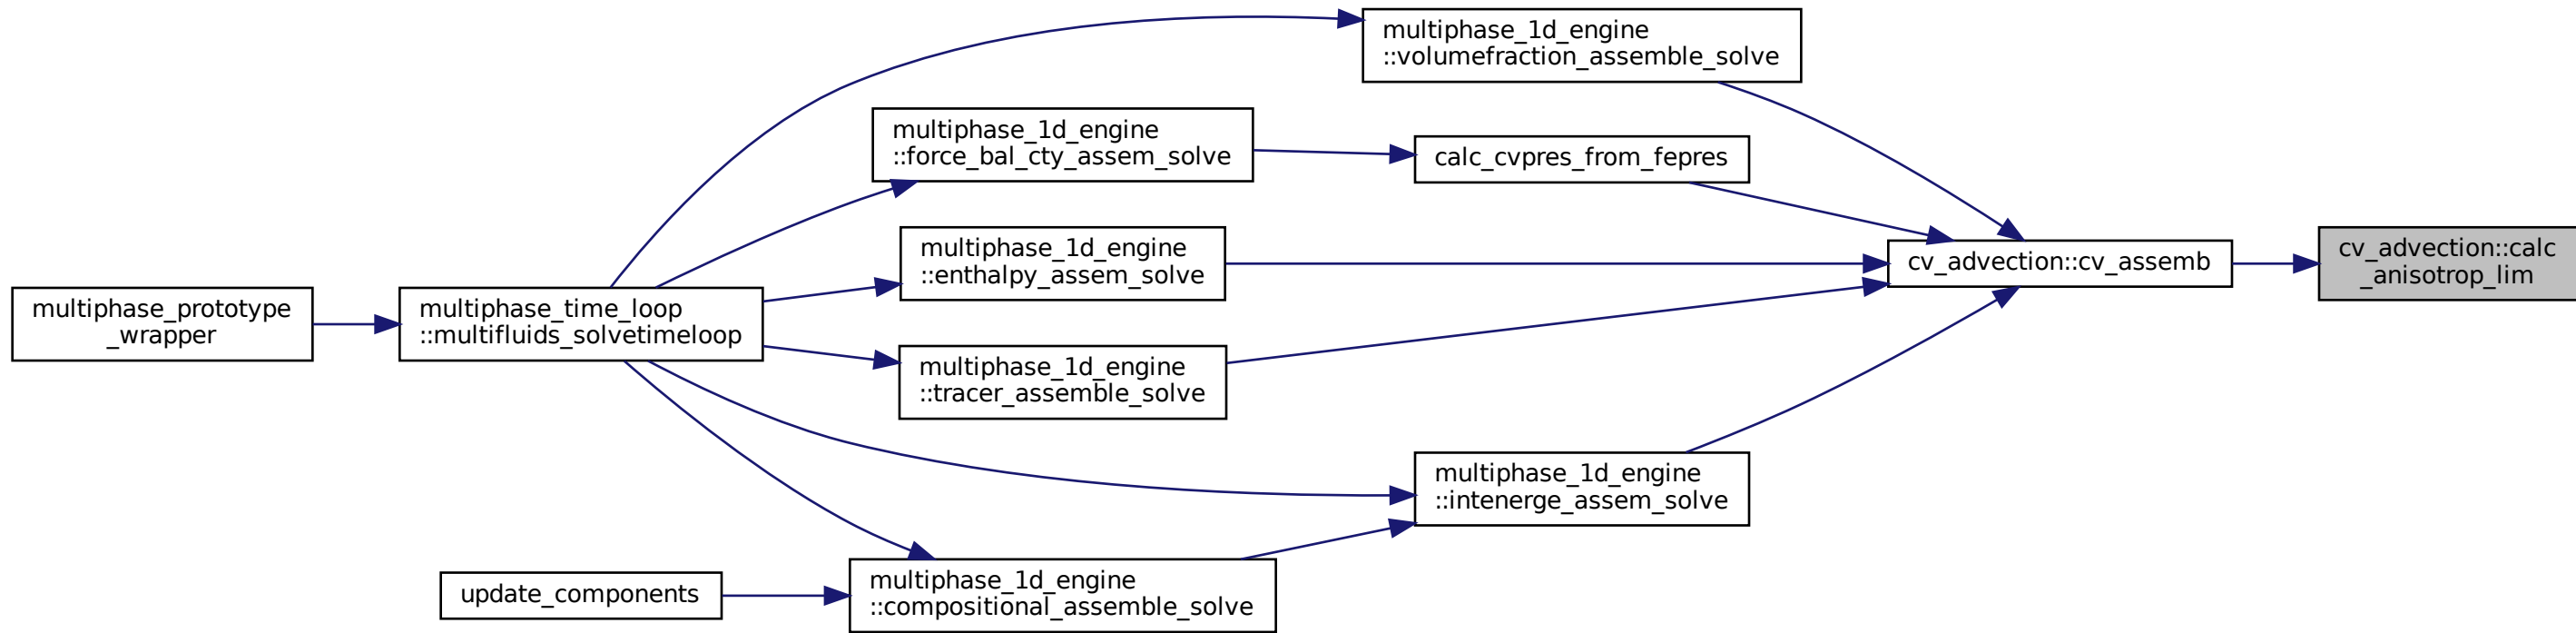 multiphase_prototype
_wrapper
multiphase_time_loop
::multifluids_solvetimeloop
update_components
multiphase_1d_engine
::volumefraction_assemble_solve
multiphase_1d_engine
::force_bal_cty_assem_solve
calc_cvpres_from_fepres
multiphase_1d_engine
::enthalpy_assem_solve
multiphase_1d_engine
::tracer_assemble_solve
multiphase_1d_engine
::intenerge_assem_solve
multiphase_1d_engine
::compositional_assemble_solve
cv_advection::cv_assemb
cv_advection::calc
_anisotrop_lim